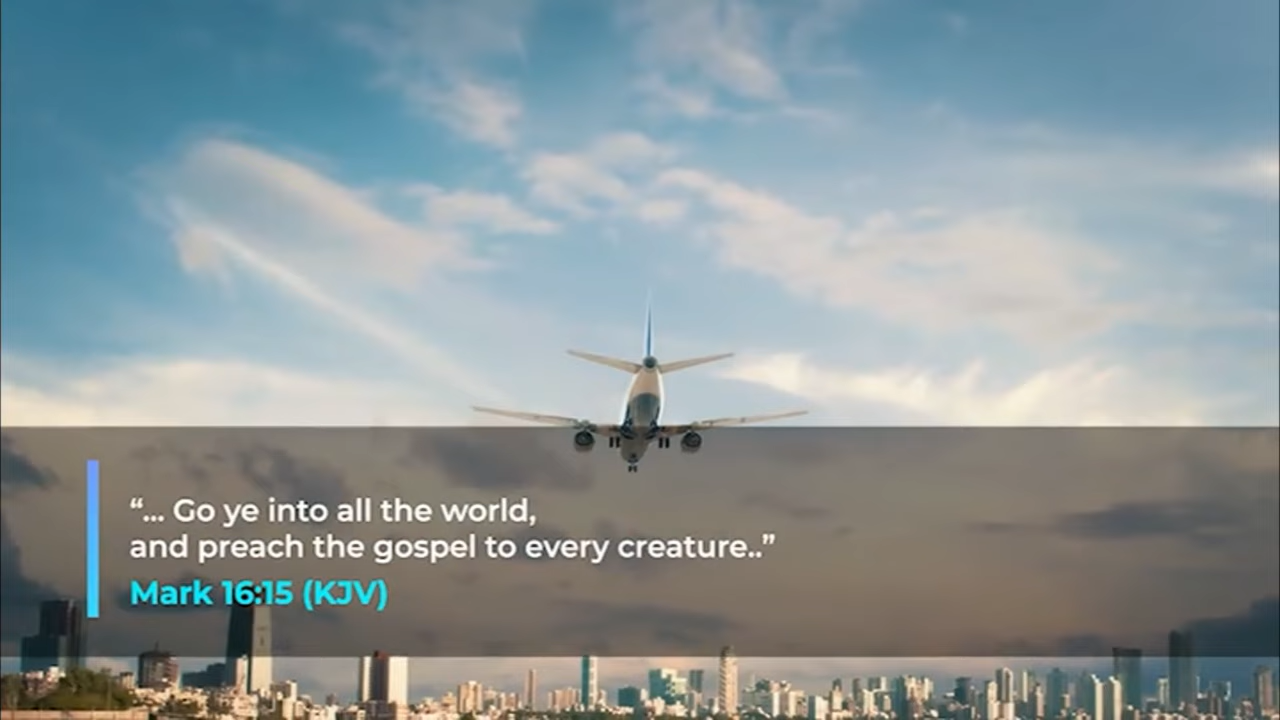 “... Go ye into all the world,
and preach the gospel to every creature..”
Mark 16:15 (KJV)